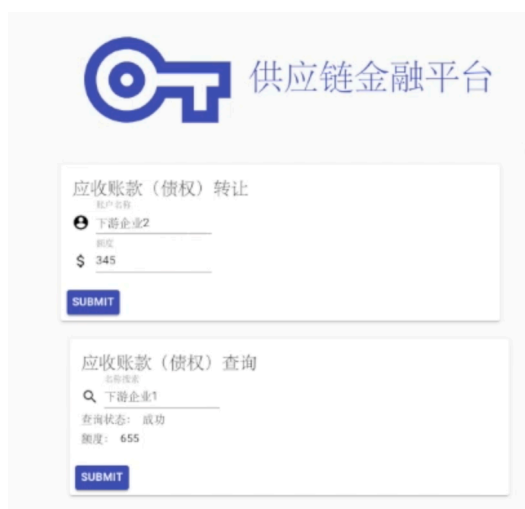 供应链金融平台
应收账款（债权）转让
账户名称
下游企业2
额度
$ 345
SUBMIT
应收账款（债权）查询
名称搜索
下游企业1
查询状态： 成功
额度： 655
SUBMIT